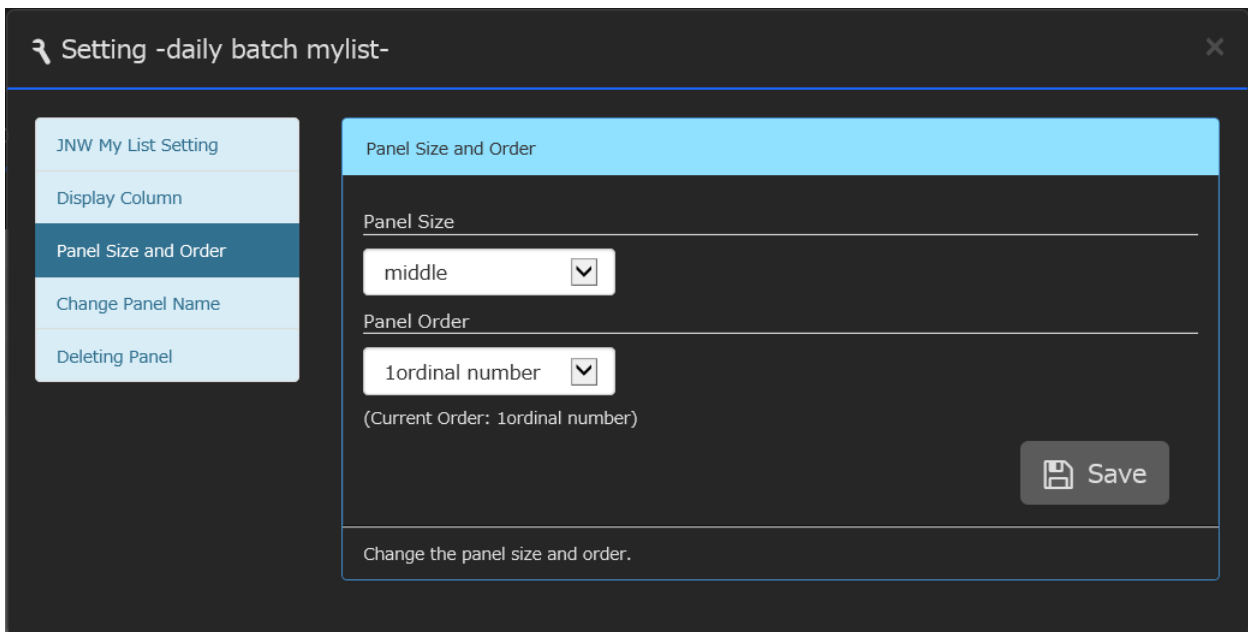 Setting -daily batch mylist-
JNW My List Setting
Display Column
Panel Size and Order
Change Panel Name
Deleting Panel
Panel Size and Order
Panel Size
middle
Panel Order
1ordinal number
(Current Order: 1ordinal number)
Save
Change the panel size and order.